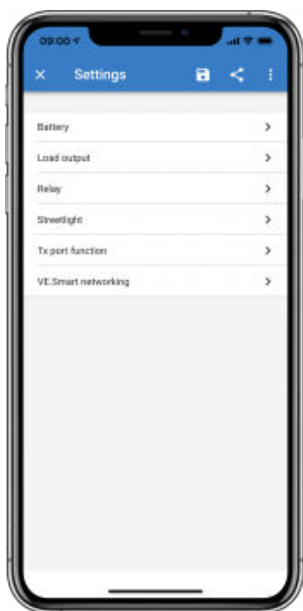 09:00
Settings
Battery
Load output
Relay
Streetlight
Tx port function
VE.Smart networking